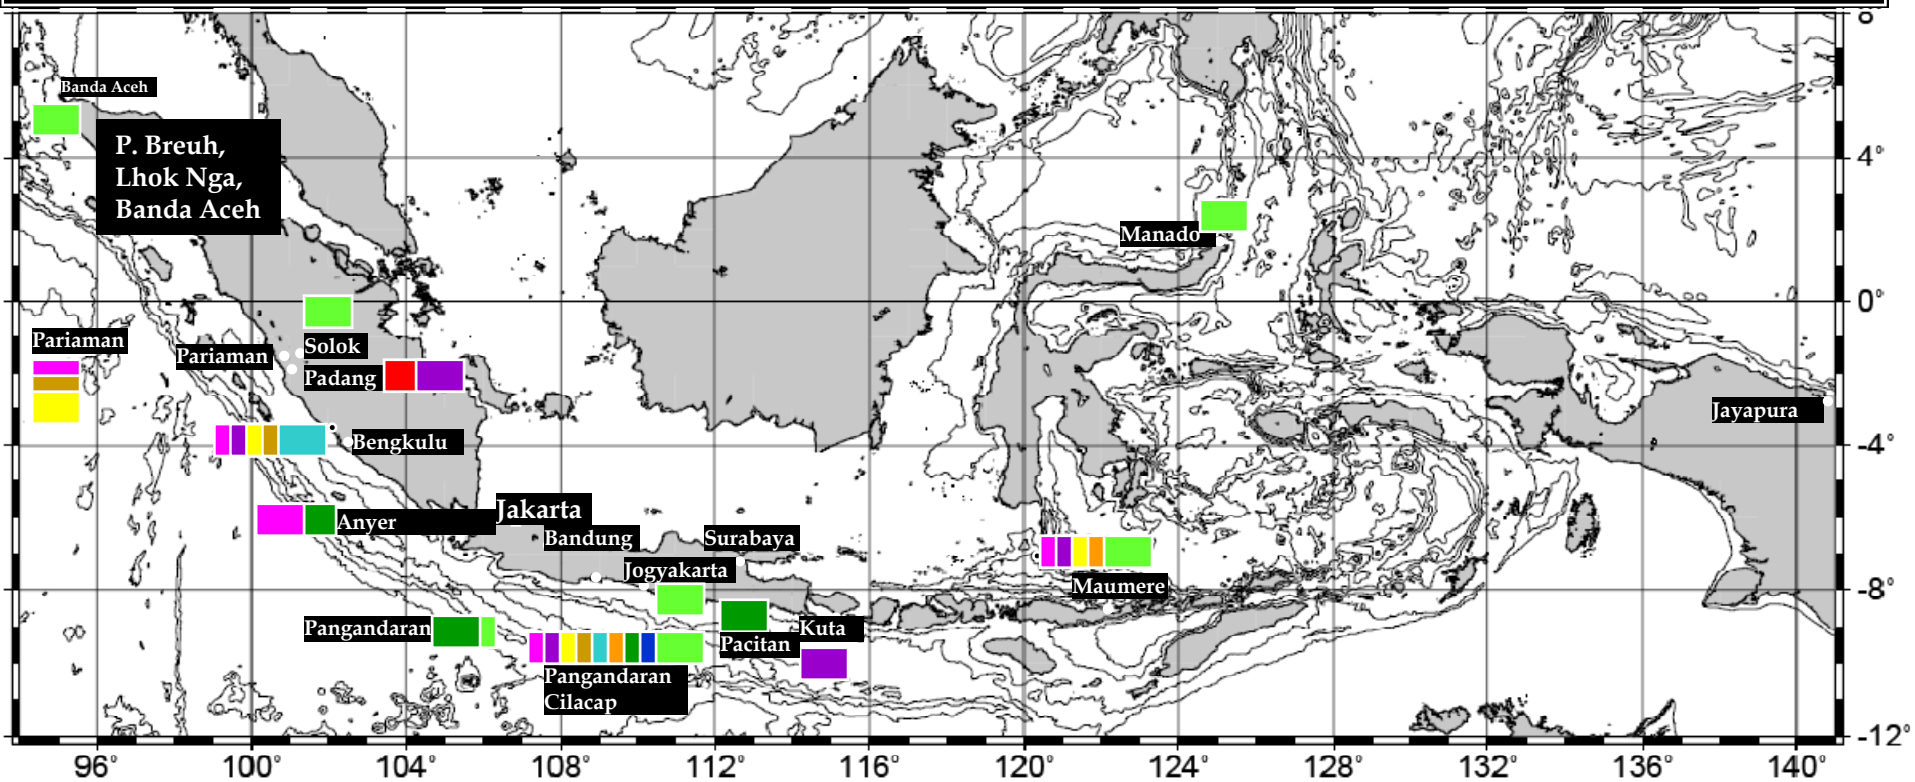 8°
Banda Aceh
P. Breuh,
Lhok Nga,
Banda Aceh
4°
Manado
0°
Pariaman
Pariaman
Solok
Padang
Jayapura
Bengkulu
-4°
Jakarta
Anyer
Bandung
Surabaya
Jogyakarta
Maumere
-8°
Pangandaran
Kuta
Pacitan
Pangandaran
Cilacap
-12°
96° 100° 104° 108° 112° 116° 120° 124° 128° 132° 136° 140°